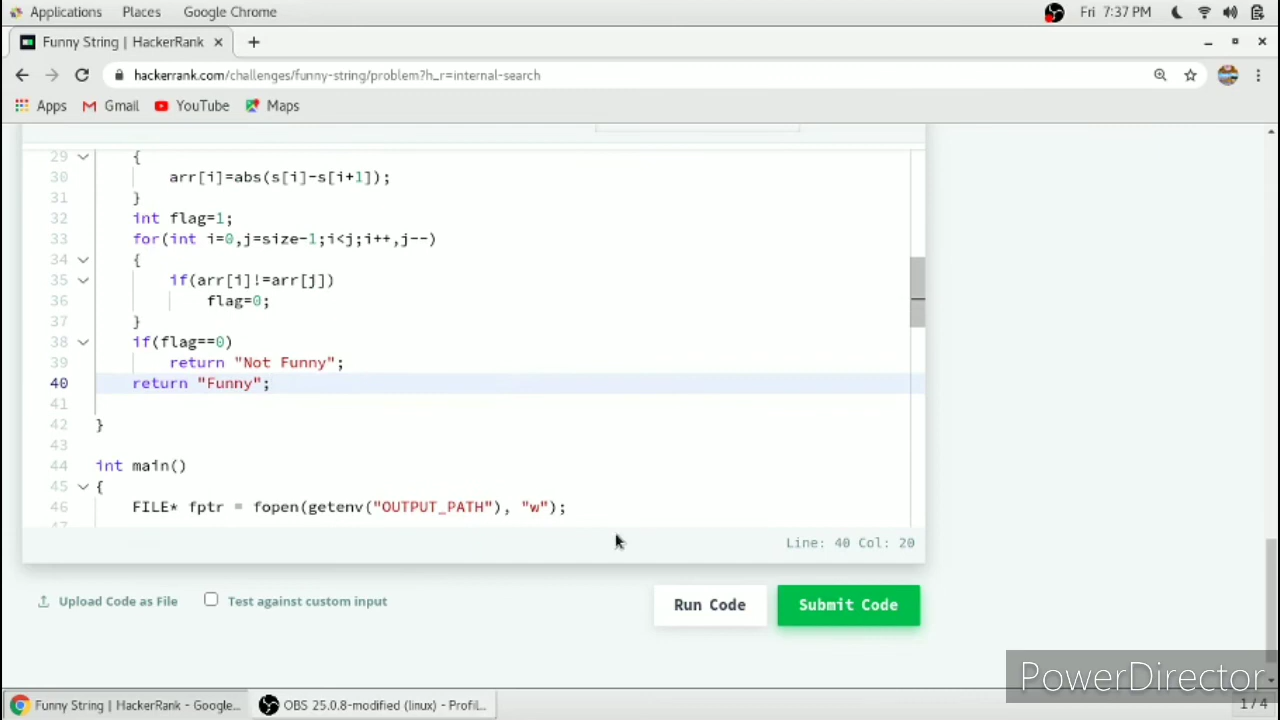 Applications Places Google Chrome Fri 7:37 PM
Funny String | HackerRank
hackerrank.com/challenges/funny-string/problem?h_r=internal-search
Apps Gmail YouTube Maps
29 {
30 arr[i]=abs(s[i]-s[i+1]);
31 }
32 int flag=1;
33 for(int i=0,j=size-1;i<j;i++,j--)
34 {
35 if(arr[i]!=arr[j])
36 flag=0;
37 }
38 if(flag==0)
39 return "Not Funny";
40 return "Funny";
41
42 }
43
44 int main()
45 {
46 FILE* fptr = fopen(getenv("OUTPUT_PATH"), "w");
47
Line: 40 Col: 20
Upload Code as File Test against custom input Run Code Submit Code
PowerDirector
Funny String | HackerRank - Google... OBS 25.0.8-modified (linux) - Profil... 1 / 4